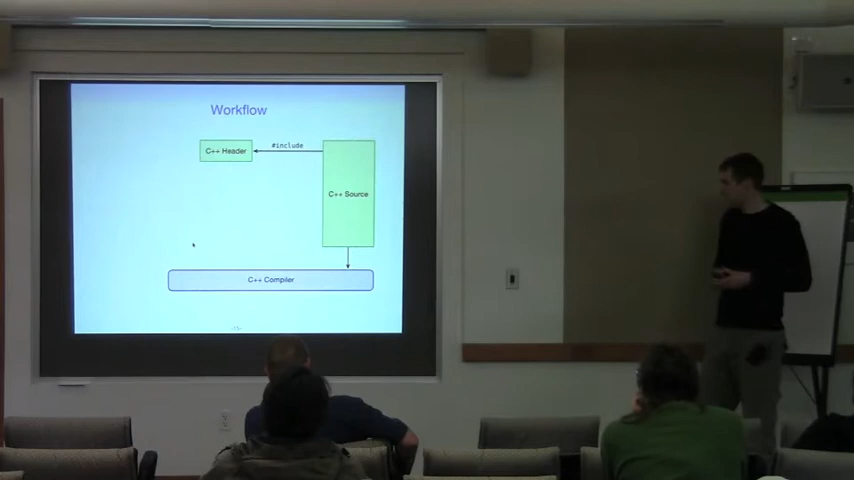 Workflow
#include
C++ Header
C++ Source
C++ Compiler